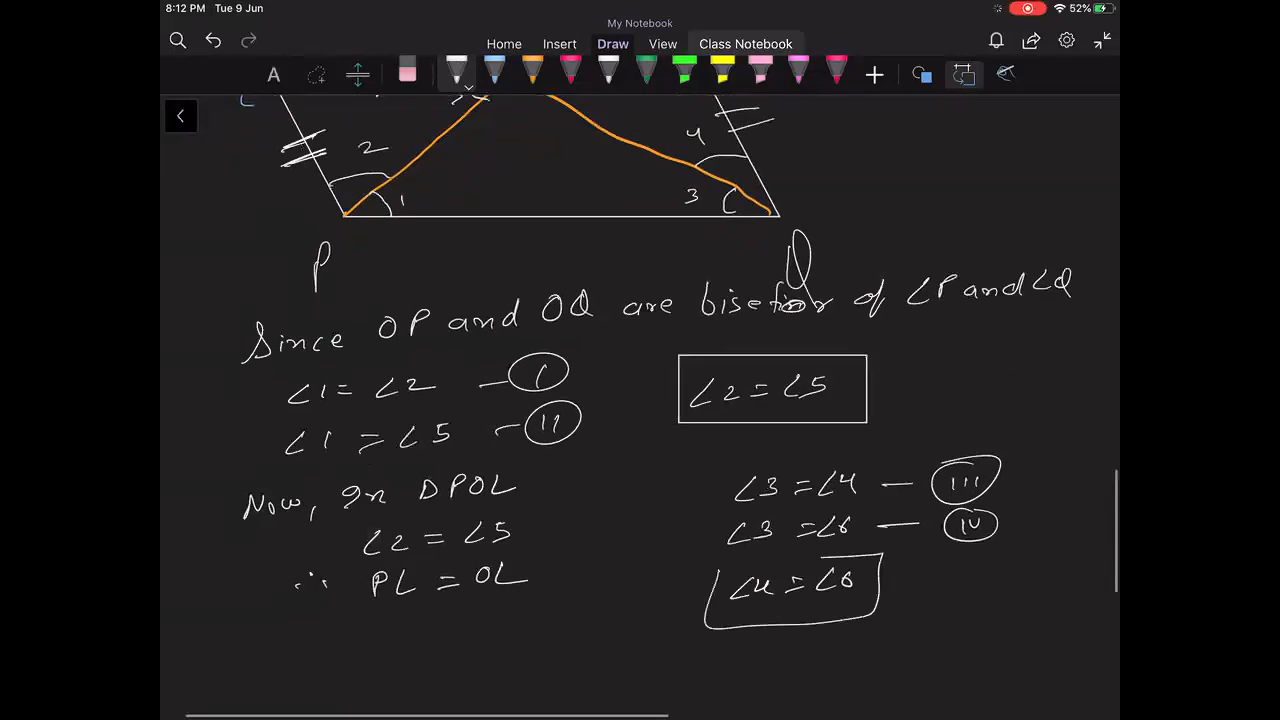 8:12 PM Tue 9 Jun
52%
My Notebook
Home Insert Draw View Class Notebook
A
2
1
4
3
P
Q
Since OP and OQ are bisetior of ∠P and ∠Q
∠1 = ∠2 — I
∠1 = ∠5 — II
∠2 = ∠5
Now, In ΔPOL
∠2 = ∠5
∴ PL = OL
∠3 = ∠4 — III
∠3 = ∠6 — IV
∠4 = ∠6